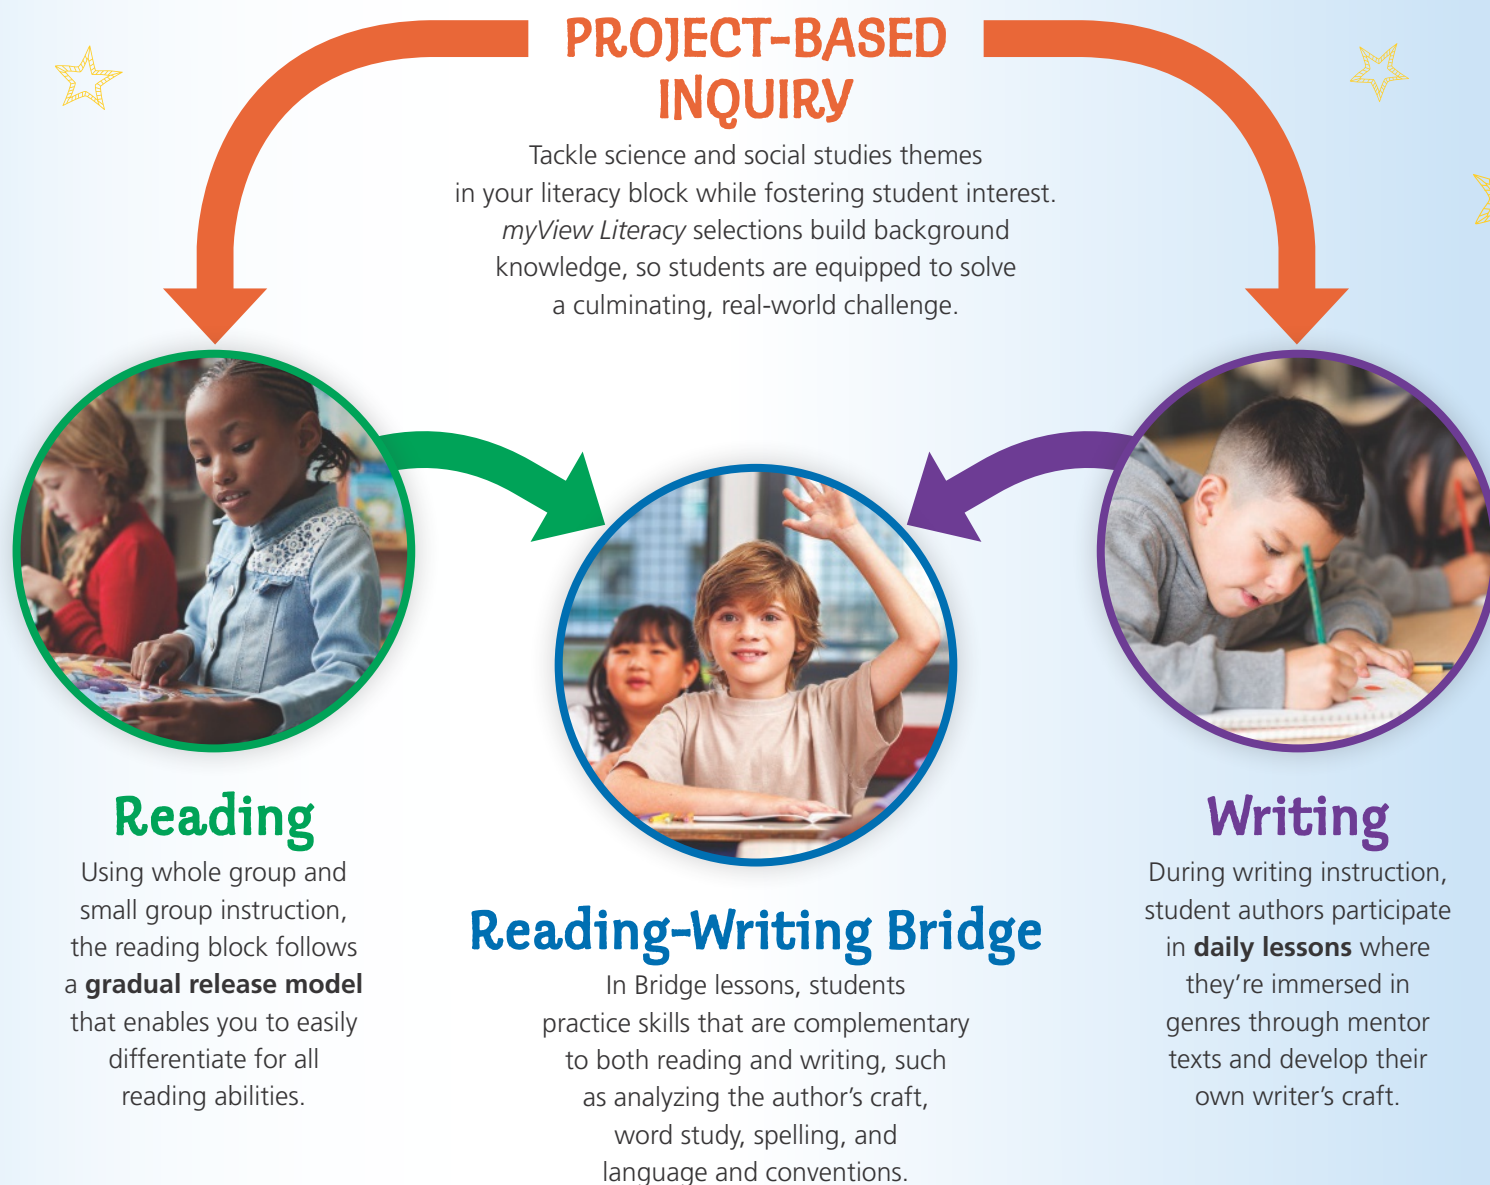 PROJECT-BASED
INQUIRY
Tackle science and social studies themes
in your literacy block while fostering student interest.
myView Literacy selections build background
knowledge, so students are equipped to solve
a culminating, real-world challenge.
Reading
Using whole group and
small group instruction,
the reading block follows
a gradual release model
that enables you to easily
differentiate for all
reading abilities.
Reading-Writing Bridge
In Bridge lessons, students
practice skills that are complementary
to both reading and writing, such
as analyzing the author’s craft,
word study, spelling, and
language and conventions.
Writing
During writing instruction,
student authors participate
in daily lessons where
they’re immersed in
genres through mentor
texts and develop their
own writer’s craft.